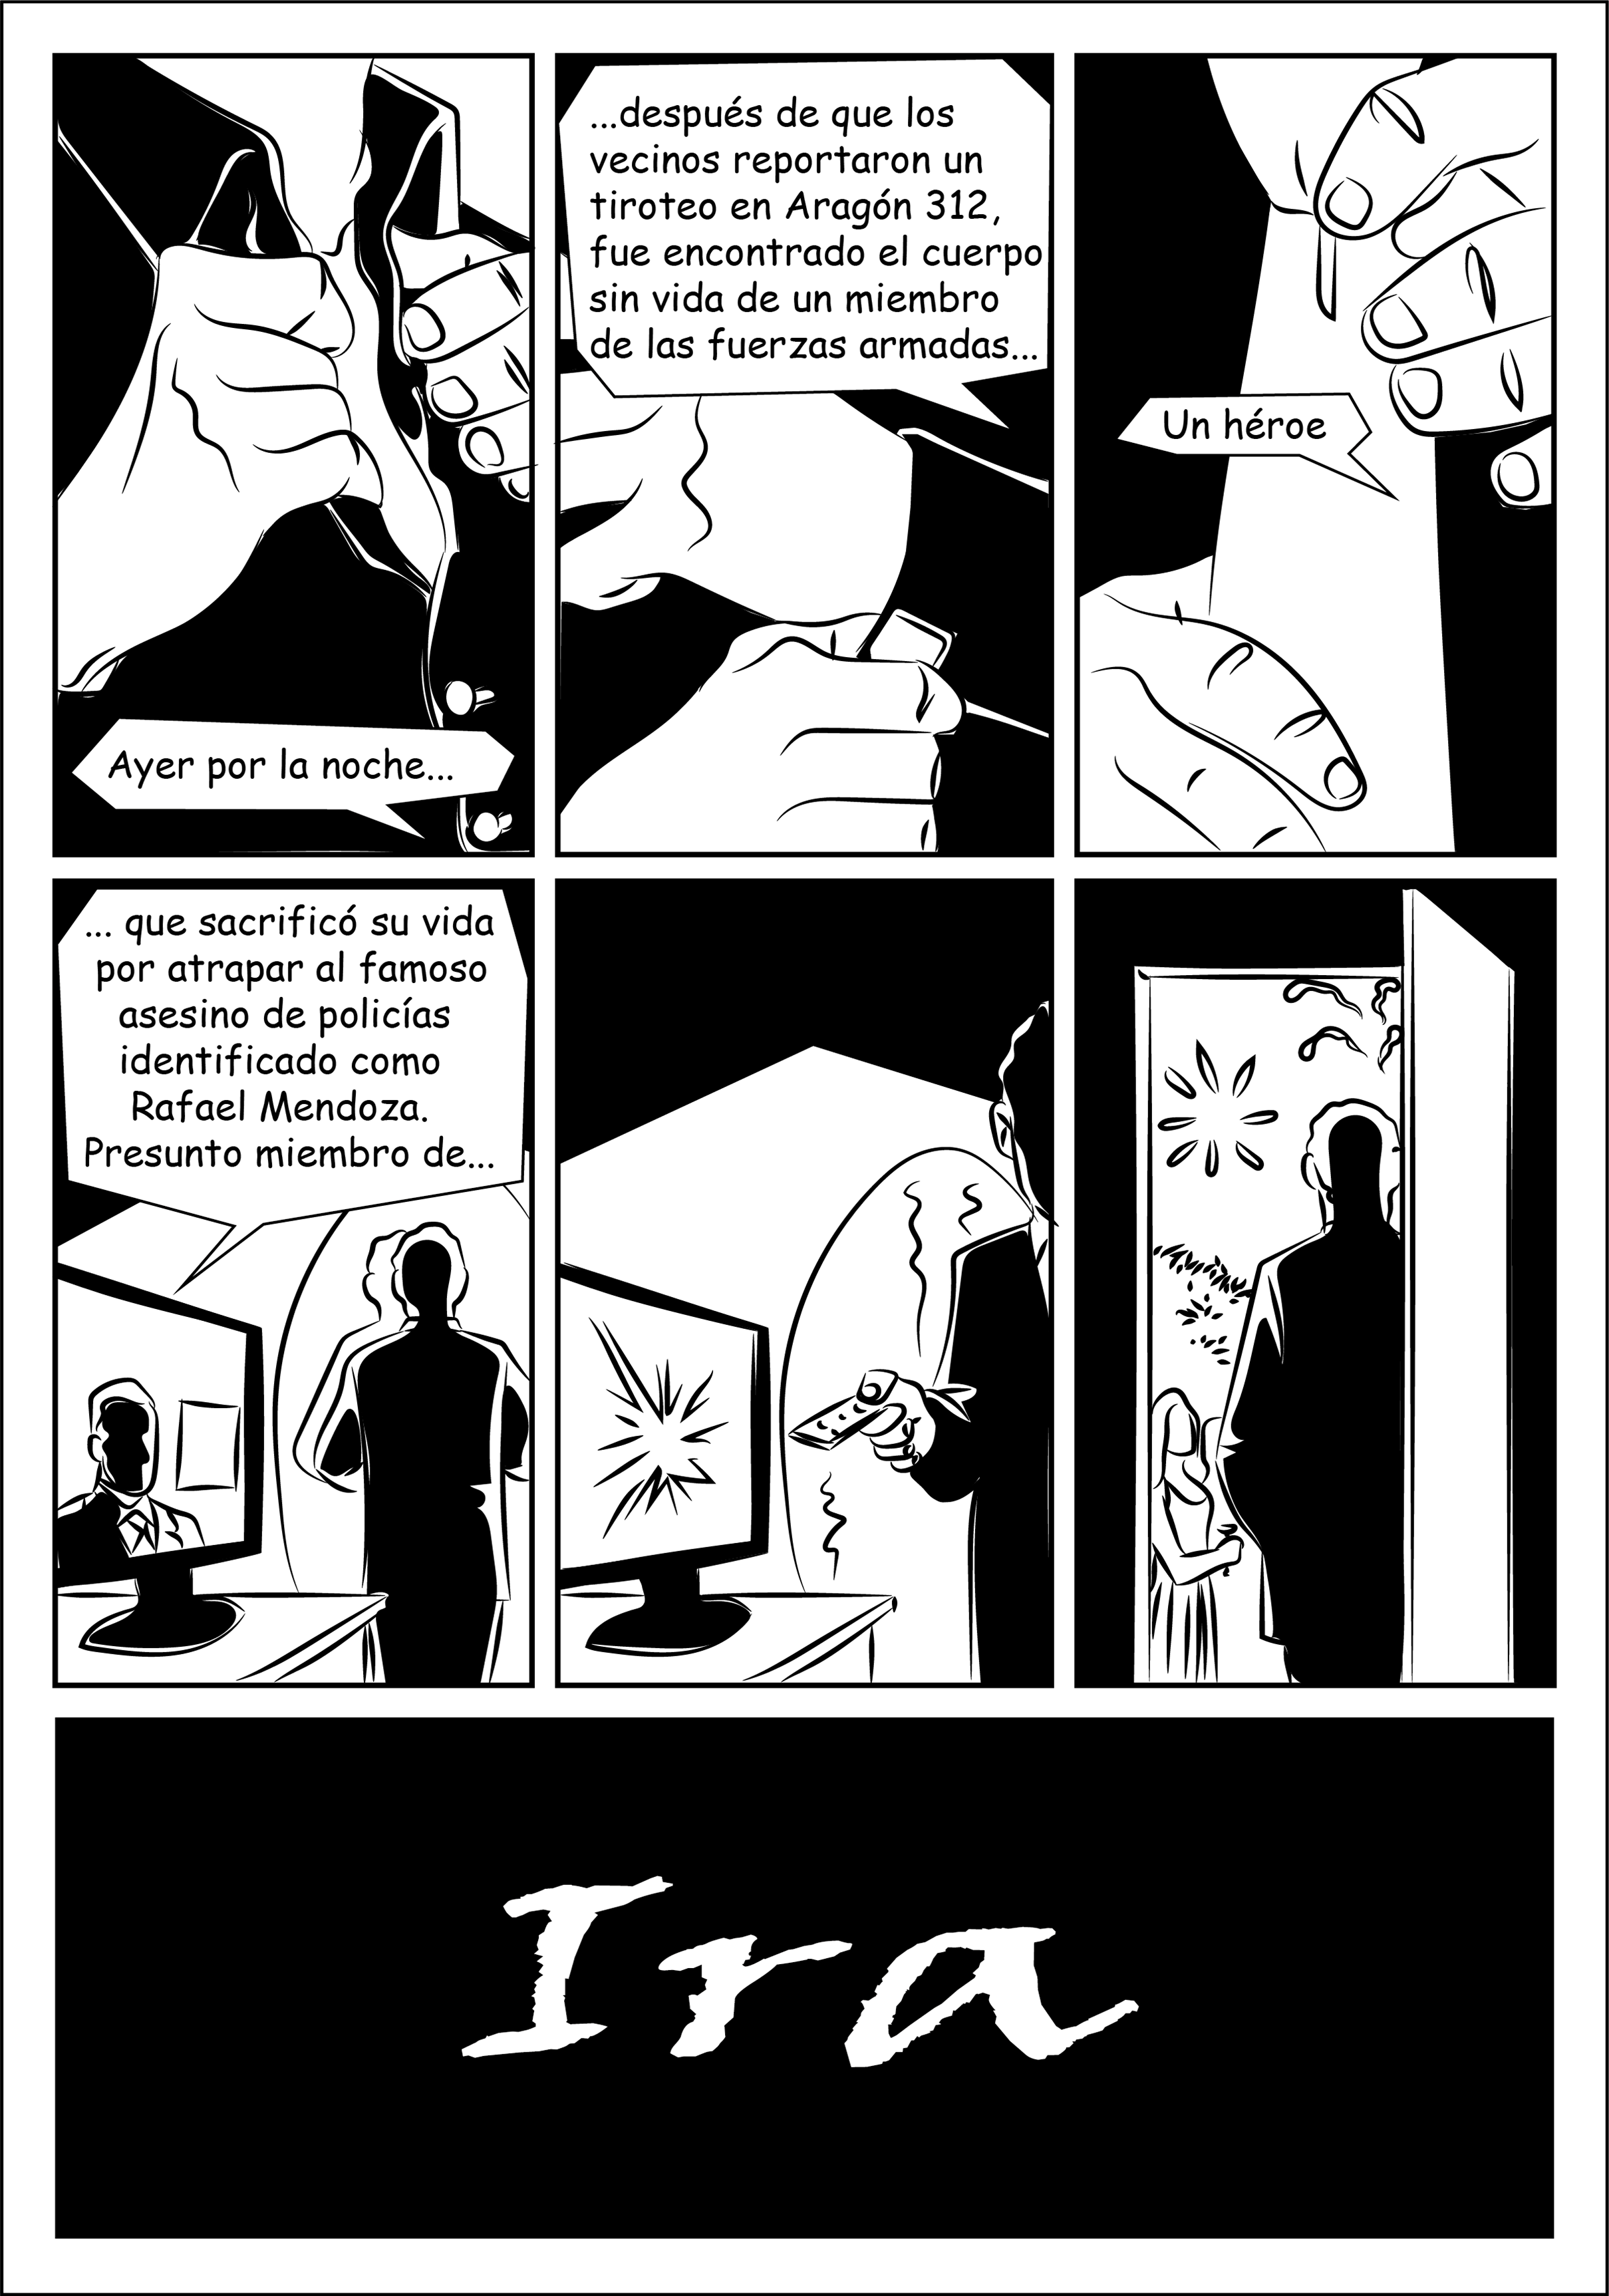 Ayer por la noche...
...después de que los
vecinos reportaron un
tiroteo en Aragón 312,
fue encontrado el cuerpo
sin vida de un miembro
de las fuerzas armadas...
Un héroe
... que sacrificó su vida
por atrapar al famoso
asesino de policías
identificado como
Rafael Mendoza.
Presunto miembro de...
Ira